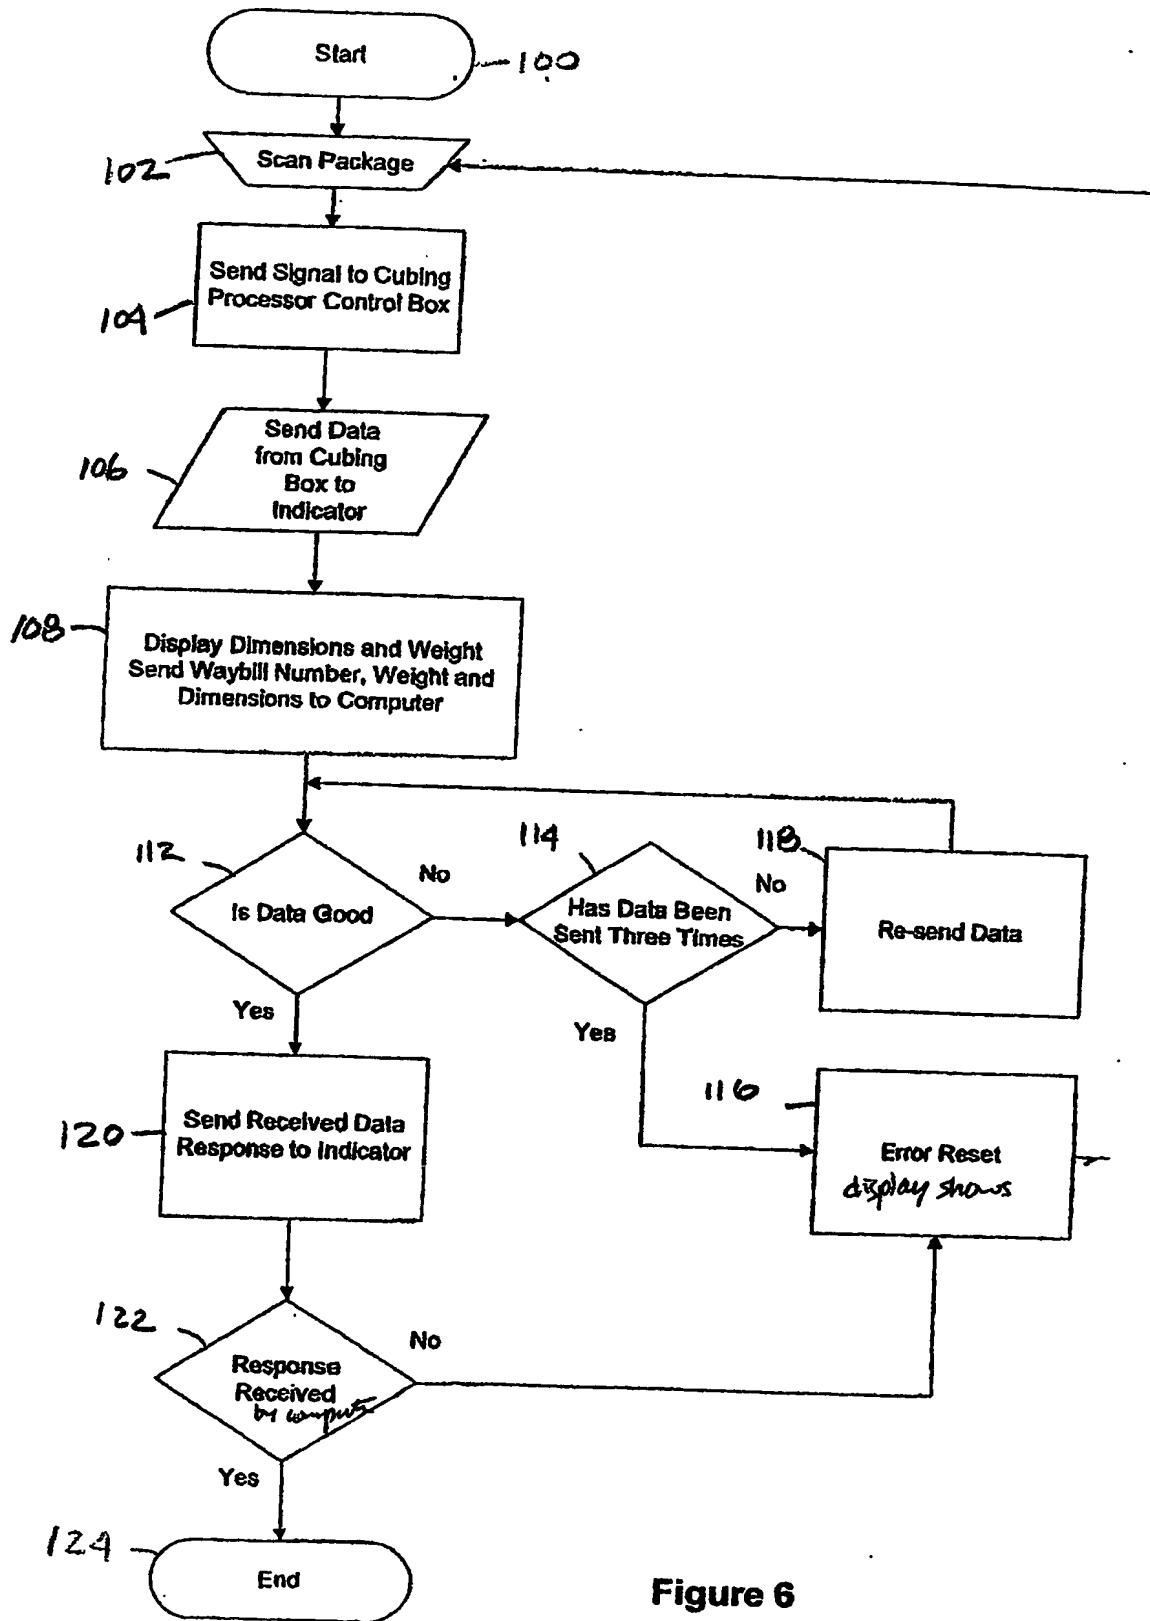 Start
100
102
Scan Package
Send Signal to Cubing
Processor Control Box
104
Send Data
from Cubing
Box to
Indicator
106
108
Display Dimensions and Weight
Send Waybill Number, Weight and
Dimensions to Computer
112
Is Data Good
No
114
Has Data Been
Sent Three Times
No
118
Re-send Data
Yes
Yes
120
Send Received Data
Response to Indicator
116
Error Reset
display shows
122
Response
Received
by computer
No
Yes
124
End
Figure 6